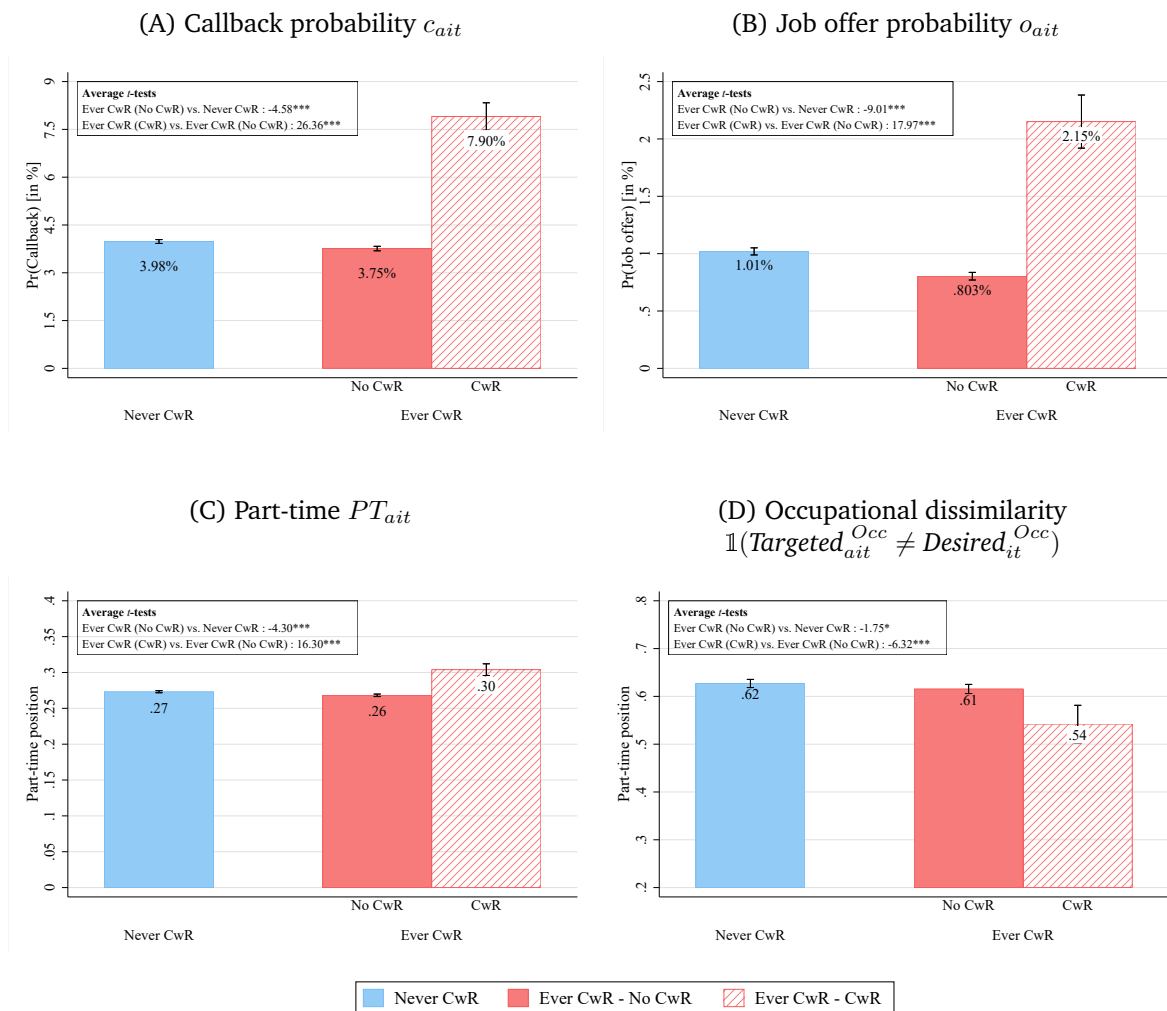 (A) Callback probability c_ait
Pr(Callback) [in %]
0 1.5 3 4.5 6 7.5 9
Average t-tests
Ever CwR (No CwR) vs. Never CwR : -4.58***
Ever CwR (CwR) vs. Ever CwR (No CwR) : 26.36***
3.98%
3.75%
7.90%
No CwR CwR
Never CwR Ever CwR
(B) Job offer probability o_ait
Pr(Job offer) [in %]
0 .5 1 1.5 2 2.5
Average t-tests
Ever CwR (No CwR) vs. Never CwR : -9.01***
Ever CwR (CwR) vs. Ever CwR (No CwR) : 17.97***
1.01%
.803%
2.15%
No CwR CwR
Never CwR Ever CwR
(C) Part-time PT_ait
Part-time position
0 .05 .1 .15 .2 .25 .3 .35 .4
Average t-tests
Ever CwR (No CwR) vs. Never CwR : -4.30***
Ever CwR (CwR) vs. Ever CwR (No CwR) : 16.30***
.27
.26
.30
No CwR CwR
Never CwR Ever CwR
(D) Occupational dissimilarity
𝟙(Targeted_ait^Occ ≠ Desired_it^Occ)
Part-time position
.2 .3 .4 .5 .6 .7 .8
Average t-tests
Ever CwR (No CwR) vs. Never CwR : -1.75*
Ever CwR (CwR) vs. Ever CwR (No CwR) : -6.32***
.62
.61
.54
No CwR CwR
Never CwR Ever CwR
Never CwR Ever CwR - No CwR Ever CwR - CwR